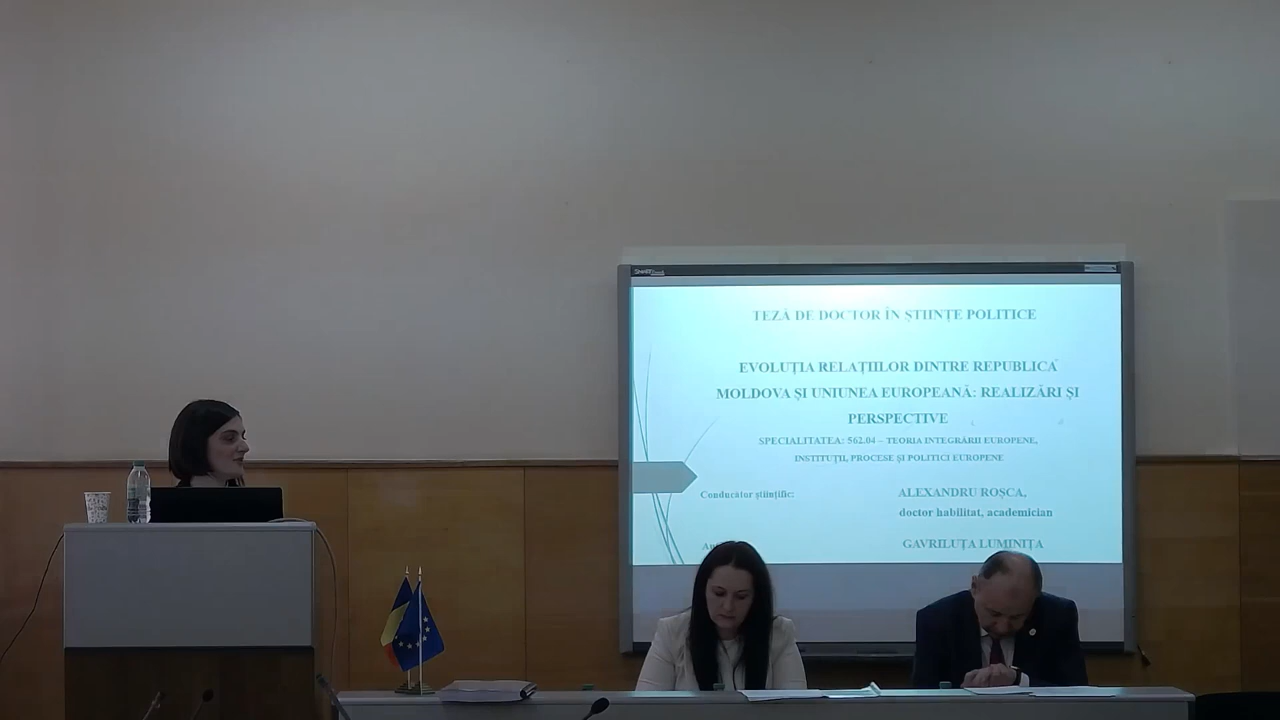 TEZĂ DE DOCTOR ÎN ȘTIINȚE POLITICE
EVOLUȚIA RELAȚIILOR DINTRE REPUBLICA
MOLDOVA ȘI UNIUNEA EUROPEANĂ: REALIZĂRI ȘI
PERSPECTIVE
SPECIALITATEA: 562.04 – TEORIA INTEGRĂRII EUROPENE,
INSTITUȚII, PROCESE ȘI POLITICI EUROPENE
Conducător științific: ALEXANDRU ROȘCA,
doctor habilitat, academician
GAVRILUȚA LUMINIȚA